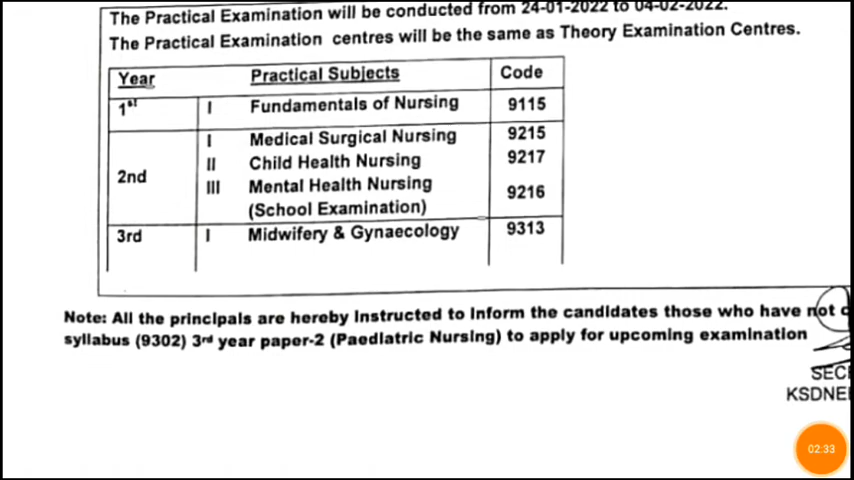 The Practical Examination will be conducted from 24-01-2022 to 04-02-2022.
The Practical Examination centres will be the same as Theory Examination Centres.
Year Practical Subjects Code
1st I Fundamentals of Nursing 9115
2nd I Medical Surgical Nursing 9215
II Child Health Nursing 9217
III Mental Health Nursing 9216
(School Examination)
3rd I Midwifery & Gynaecology 9313
Note: All the principals are hereby Instructed to Inform the candidates those who have not
syllabus (9302) 3rd year paper-2 (Paediatric Nursing) to apply for upcoming examination
02:33